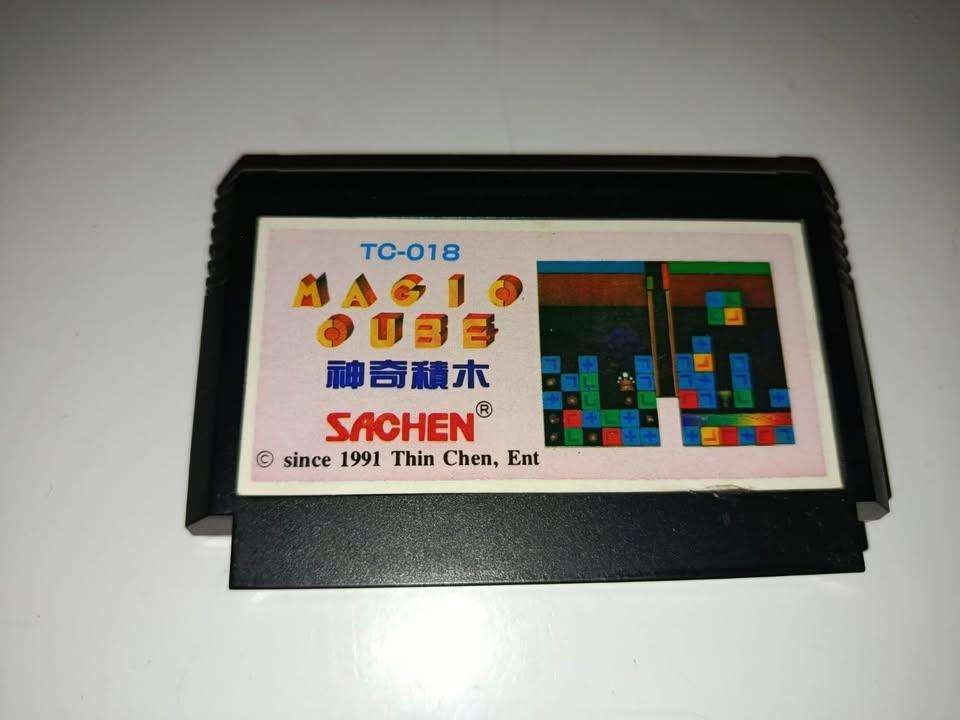 TC-018
MAGIC
CUBE
神奇積木
SACHEN®
© since 1991 Thin Chen, Ent